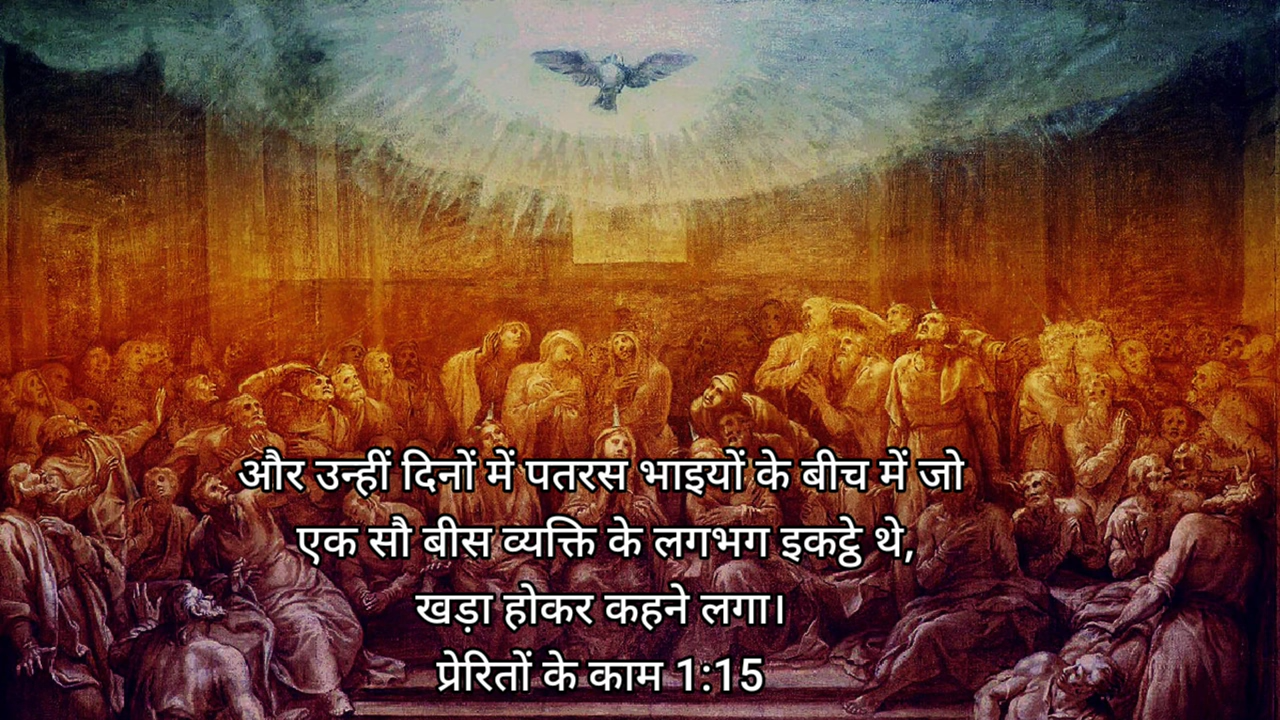 और उन्हीं दिनों में पतरस भाइयों के बीच में जो
एक सौ बीस व्यक्ति के लगभग इकट्ठे थे,
खड़ा होकर कहने लगा।
प्रेरितों के काम 1:15